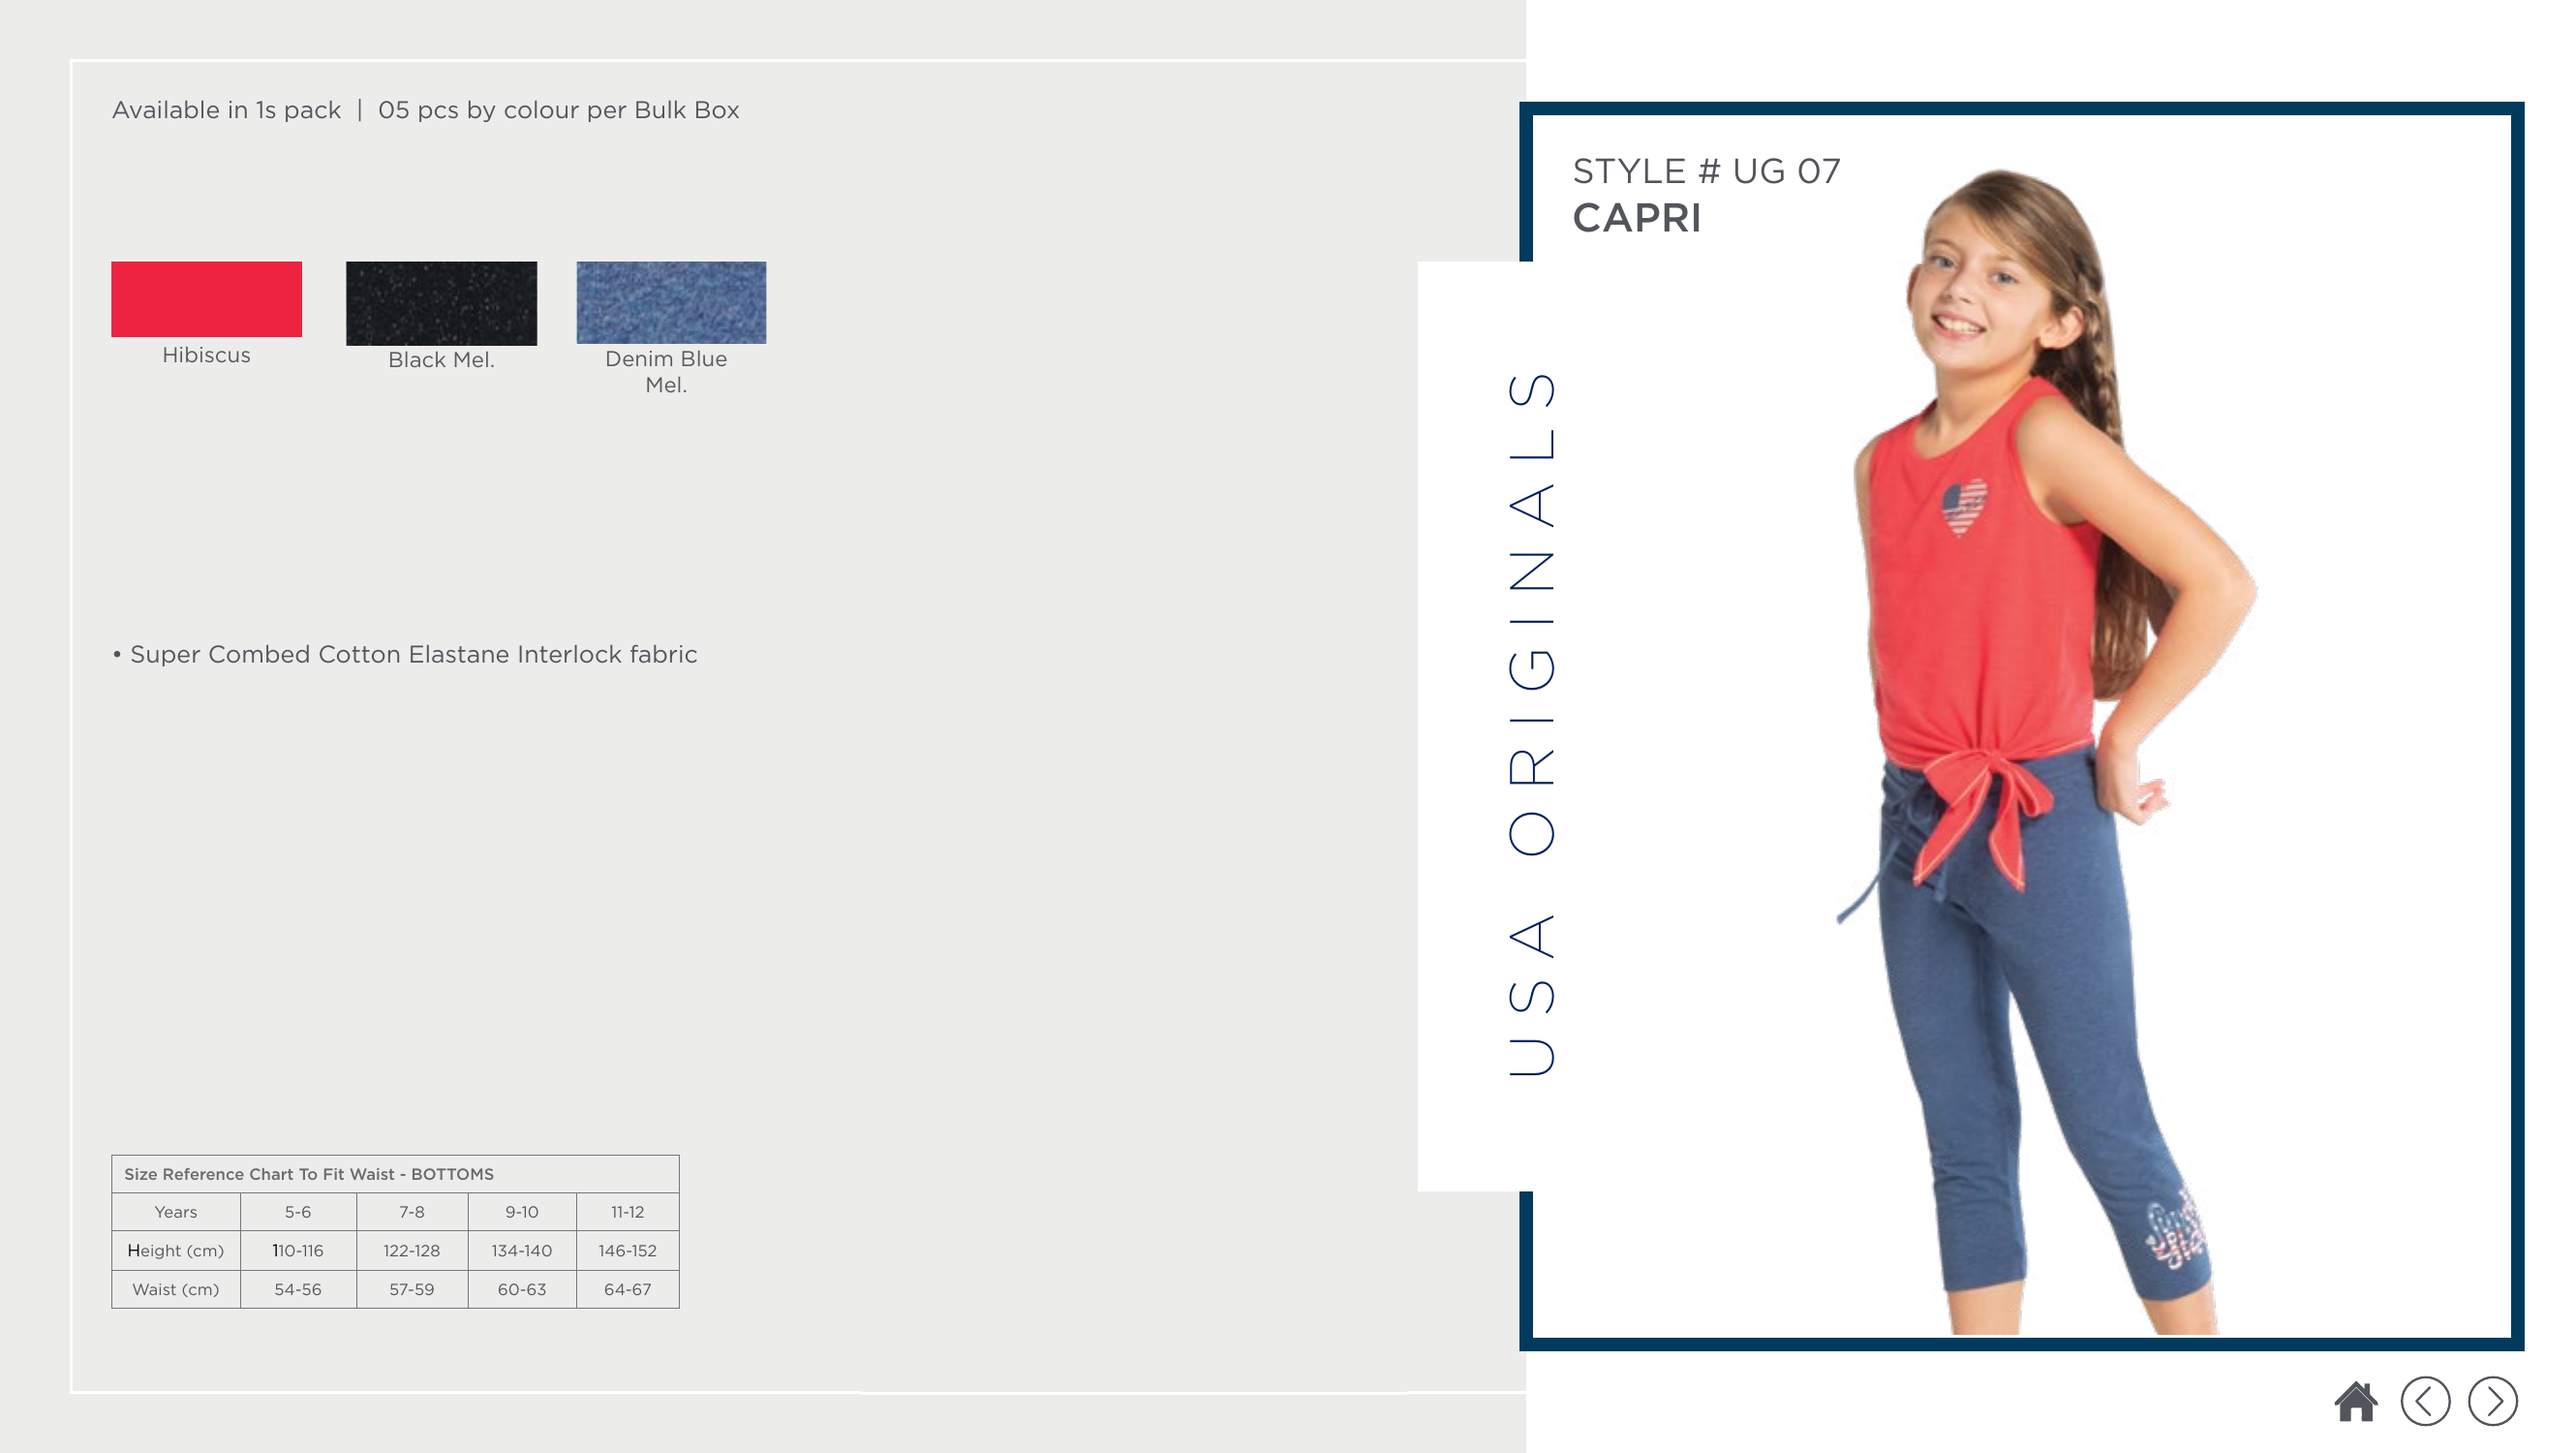 Available in 1s pack | 05 pcs by colour per Bulk Box
Hibiscus
Black Mel.
Denim Blue
Mel.
• Super Combed Cotton Elastane Interlock fabric
Size Reference Chart To Fit Waist - BOTTOMS
Years 5-6 7-8 9-10 11-12
Height (cm) 110-116 122-128 134-140 146-152
Waist (cm) 54-56 57-59 60-63 64-67
USA ORIGINALS
STYLE # UG 07
CAPRI